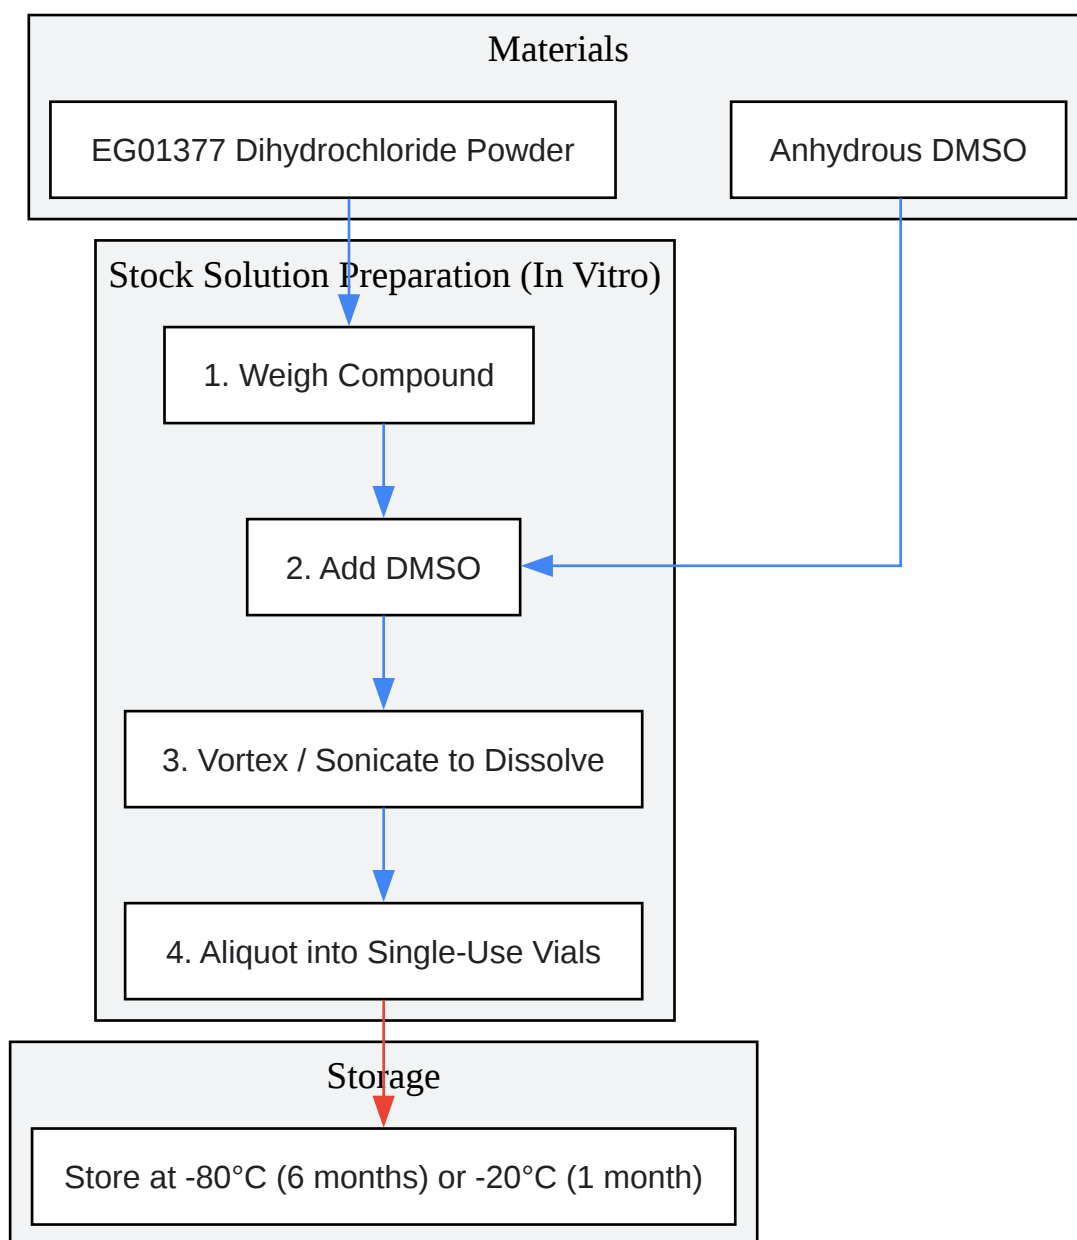 Materials
EG01377 Dihydrochloride Powder
Anhydrous DMSO
Stock Solution Preparation (In Vitro)
1. Weigh Compound
2. Add DMSO
3. Vortex / Sonicate to Dissolve
4. Aliquot into Single-Use Vials
Storage
Store at -80°C (6 months) or -20°C (1 month)